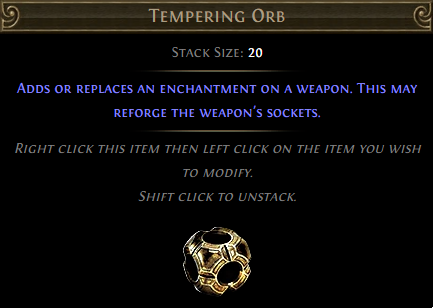 Tempering Orb
Stack Size: 20
Adds or replaces an enchantment on a weapon. This may
reforge the weapon's sockets.
Right click this item then left click on the item you wish
to modify.
Shift click to unstack.